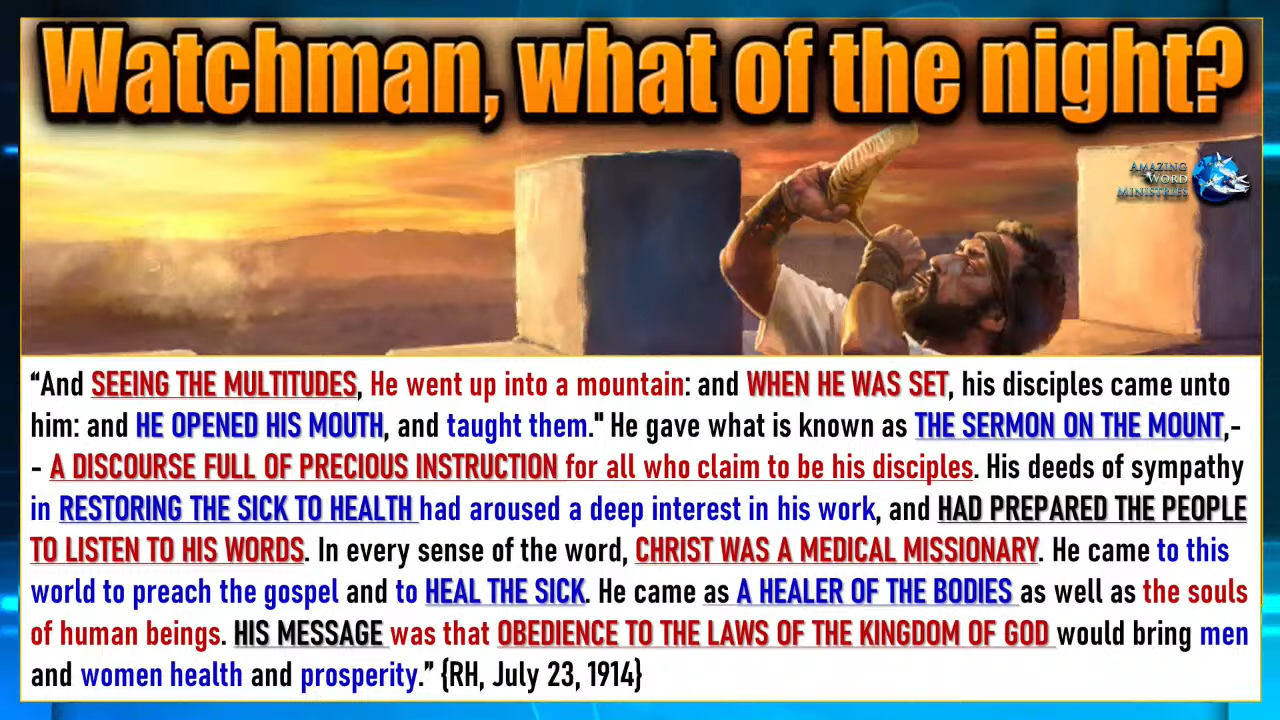 Watchman, what of the night?
AMAZING
WORD
MINISTRIES
“And SEEING THE MULTITUDES, He went up into a mountain: and WHEN HE WAS SET, his disciples came unto
him: and HE OPENED HIS MOUTH, and taught them." He gave what is known as THE SERMON ON THE MOUNT,-
- A DISCOURSE FULL OF PRECIOUS INSTRUCTION for all who claim to be his disciples. His deeds of sympathy
in RESTORING THE SICK TO HEALTH had aroused a deep interest in his work, and HAD PREPARED THE PEOPLE
TO LISTEN TO HIS WORDS. In every sense of the word, CHRIST WAS A MEDICAL MISSIONARY. He came to this
world to preach the gospel and to HEAL THE SICK. He came as A HEALER OF THE BODIES as well as the souls
of human beings. HIS MESSAGE was that OBEDIENCE TO THE LAWS OF THE KINGDOM OF GOD would bring men
and women health and prosperity.” {RH, July 23, 1914}